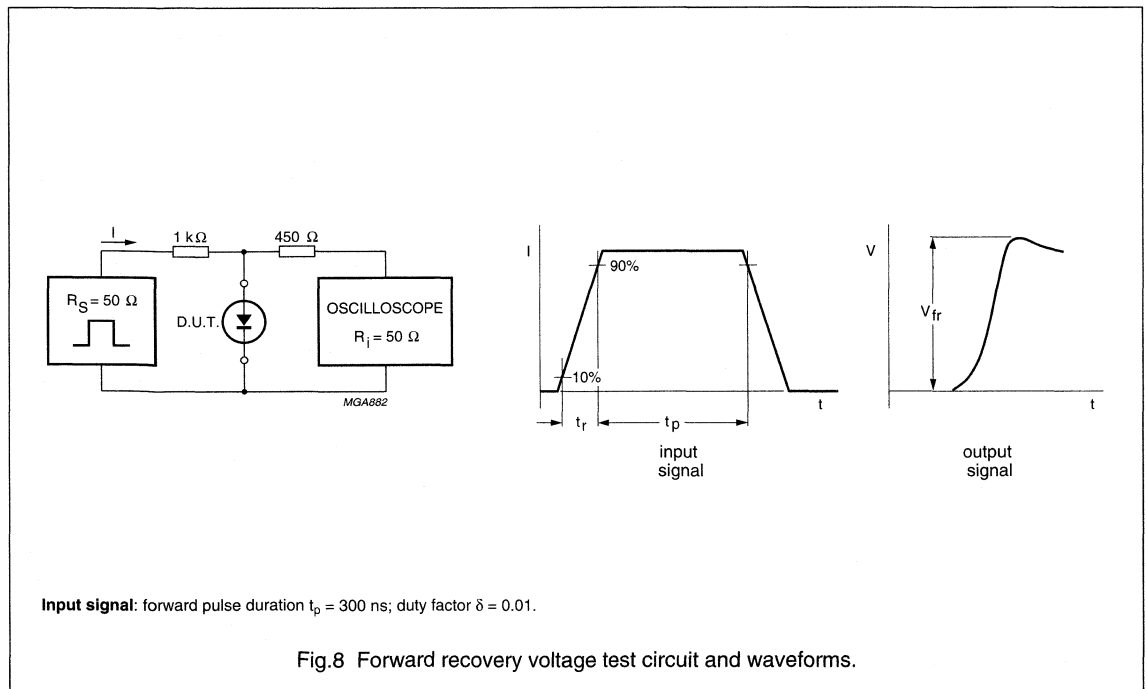 I
1 kΩ
450 Ω
R_S = 50 Ω
D.U.T.
OSCILLOSCOPE
R_i = 50 Ω
MGA882
I
90%
10%
t
t_r
t_p
input
signal
V
V_fr
t
output
signal
Input signal: forward pulse duration t_p = 300 ns; duty factor δ = 0.01.
Fig.8 Forward recovery voltage test circuit and waveforms.